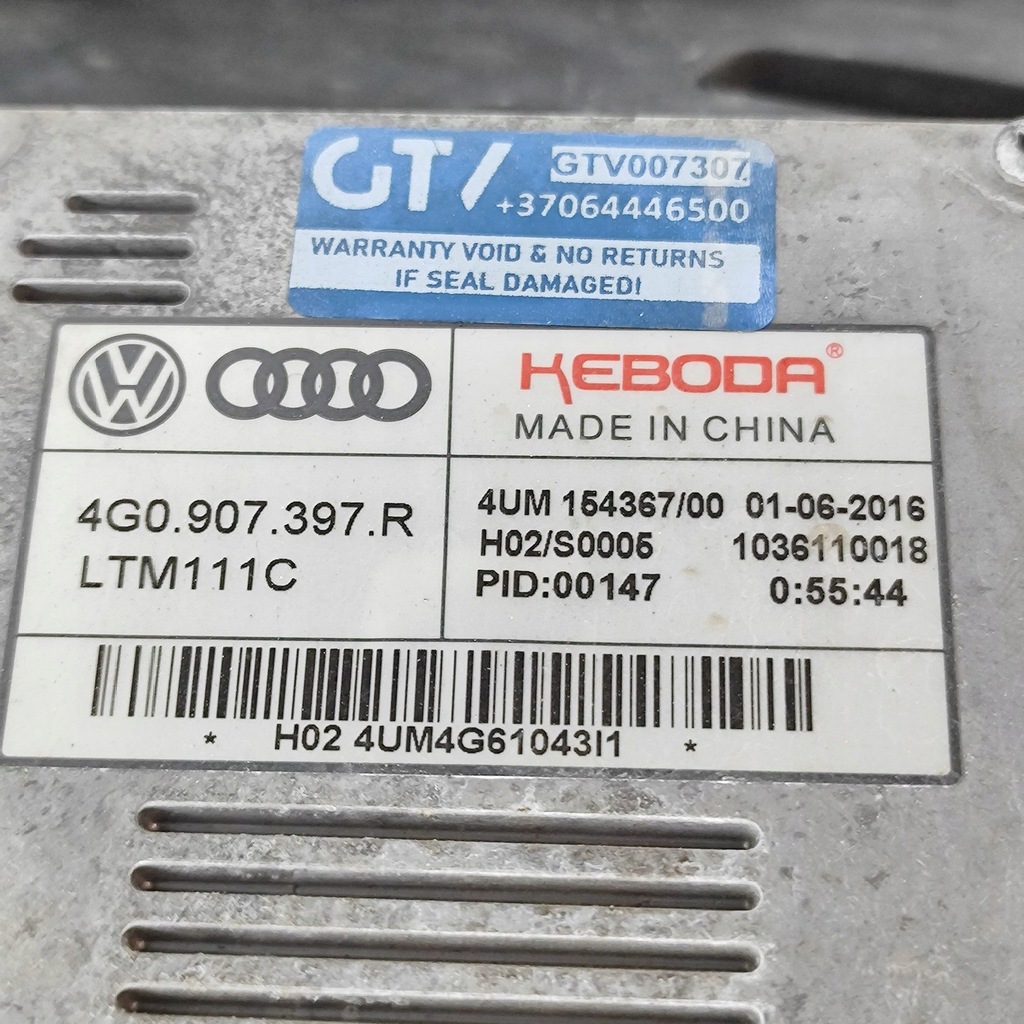 GTV GTV007307
+37064446500
WARRANTY VOID & NO RETURNS
IF SEAL DAMAGED!
KEBODA®
MADE IN CHINA
4G0.907.397.R
LTM111C
4UM 154367/00 01-06-2016
H02/S0005 1036110018
PID:00147 0:55:44
* H02 4UM4G61043I1 *